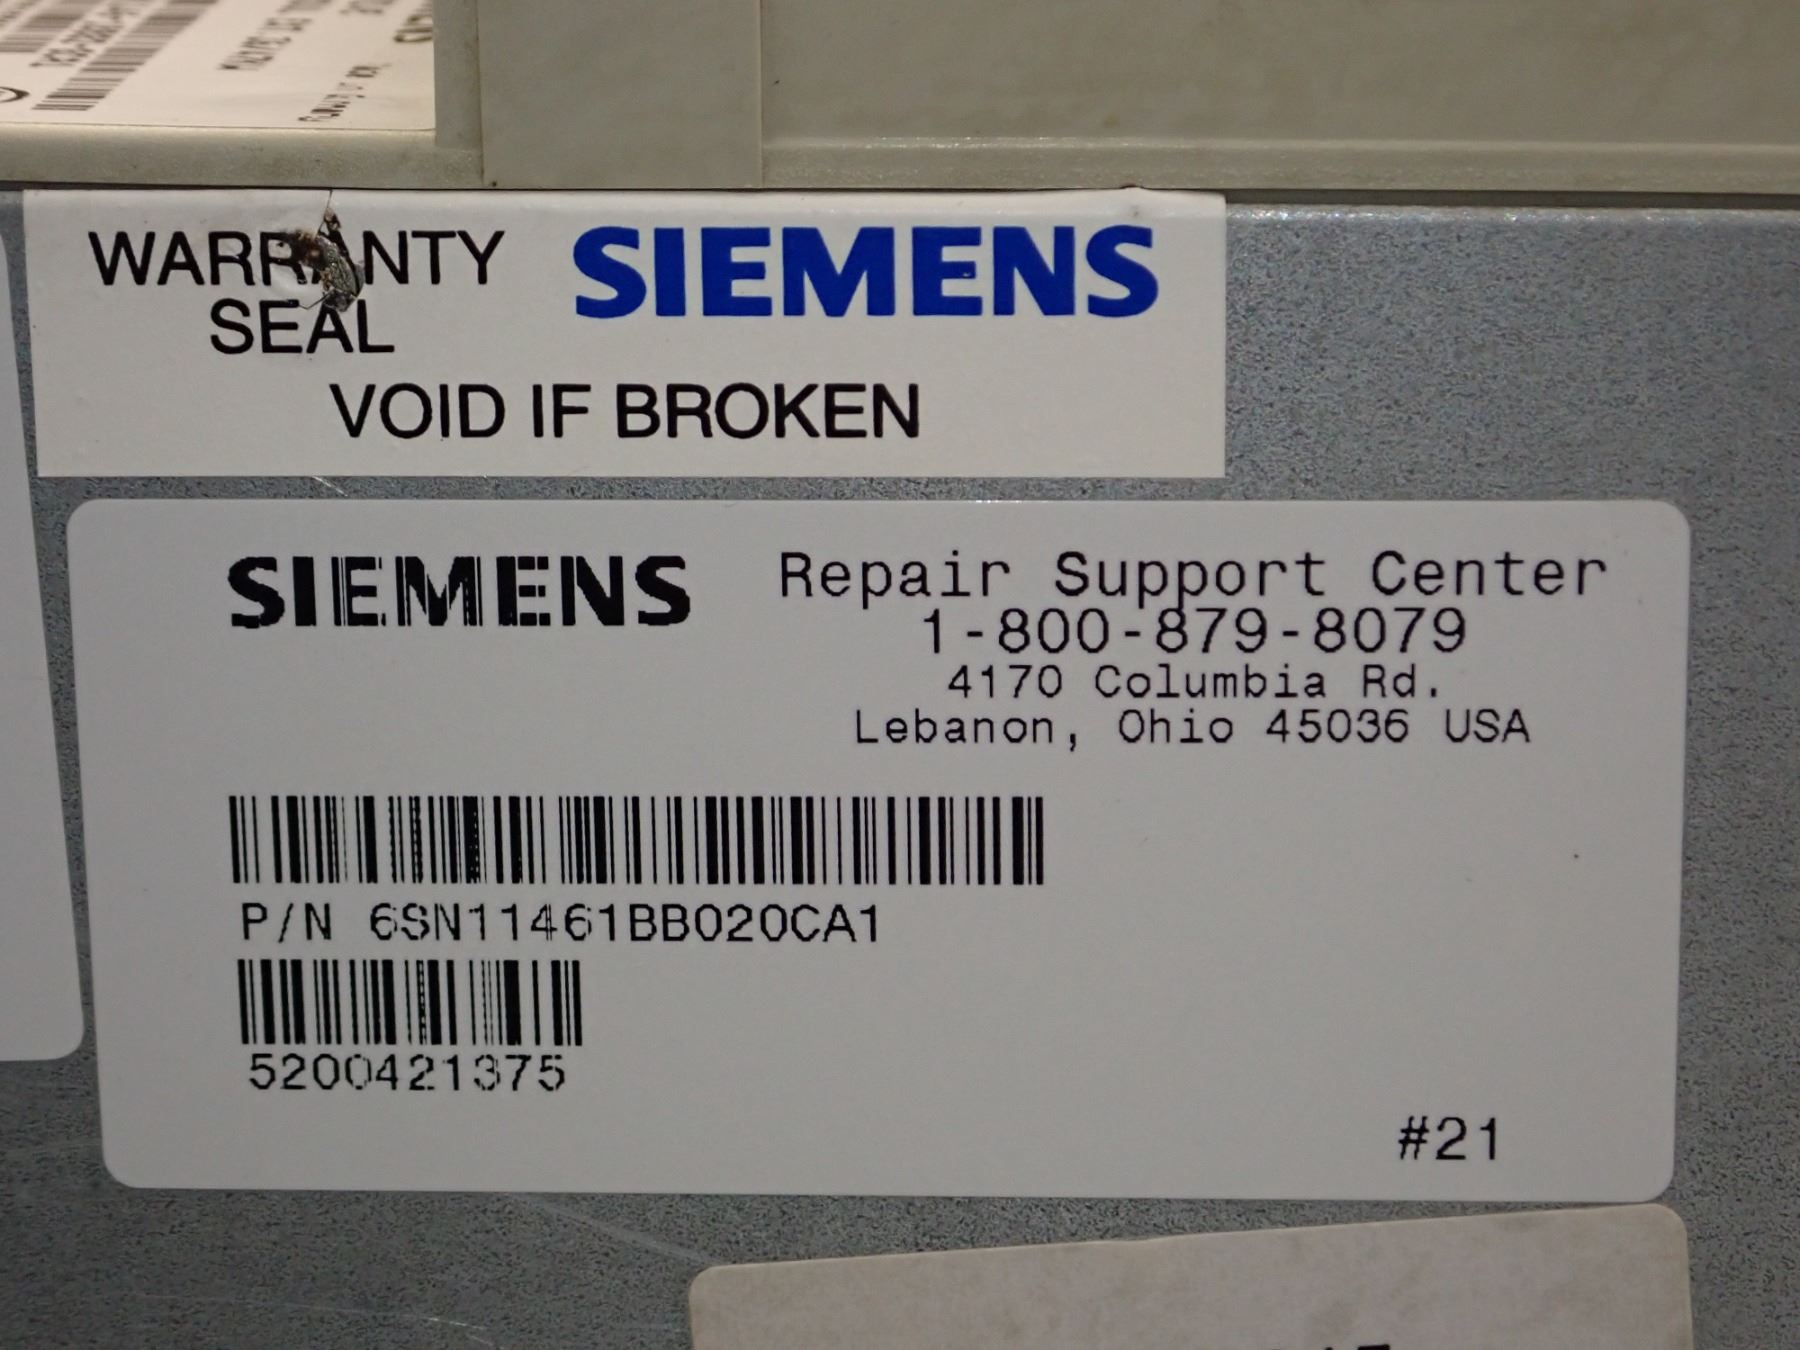 WARRANTY SIEMENS
SEAL
VOID IF BROKEN
SIEMENS Repair Support Center
1-800-879-8079
4170 Columbia Rd.
Lebanon, Ohio 45036 USA
P/N 6SN11461BB020CA1
5200421375
#21